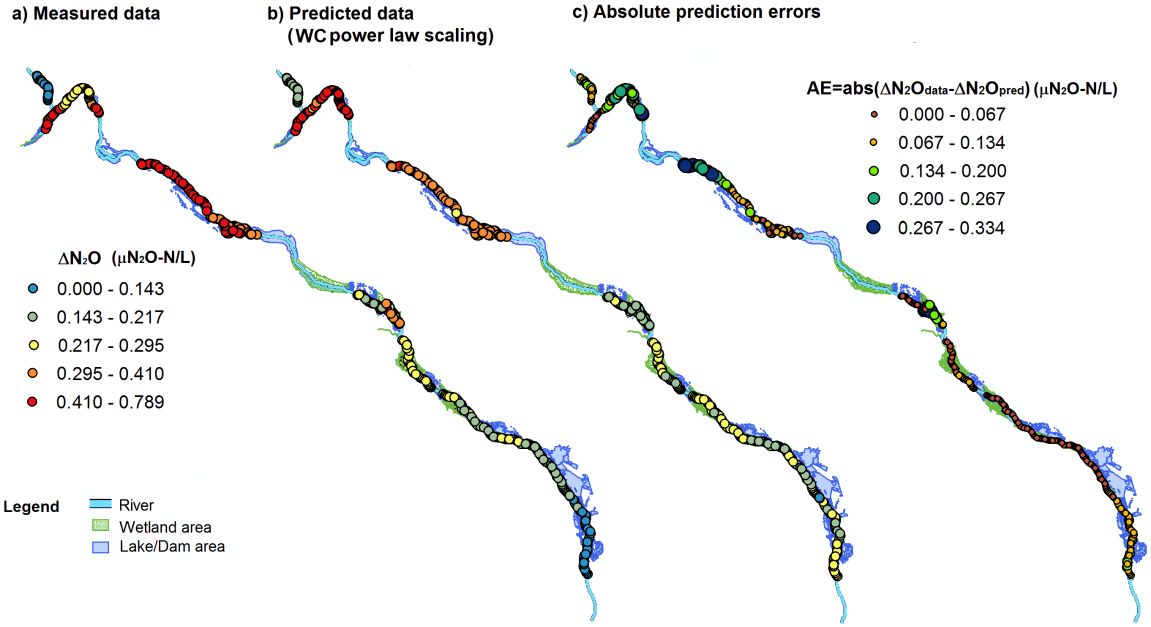 a) Measured data
b) Predicted data
(WC power law scaling)
c) Absolute prediction errors
AE=abs(ΔN₂Odata-ΔN₂Opred) (µN₂O-N/L)
0.000 - 0.067
0.067 - 0.134
0.134 - 0.200
0.200 - 0.267
0.267 - 0.334
ΔN₂O (µN₂O-N/L)
0.000 - 0.143
0.143 - 0.217
0.217 - 0.295
0.295 - 0.410
0.410 - 0.789
Legend
River
Wetland area
Lake/Dam area